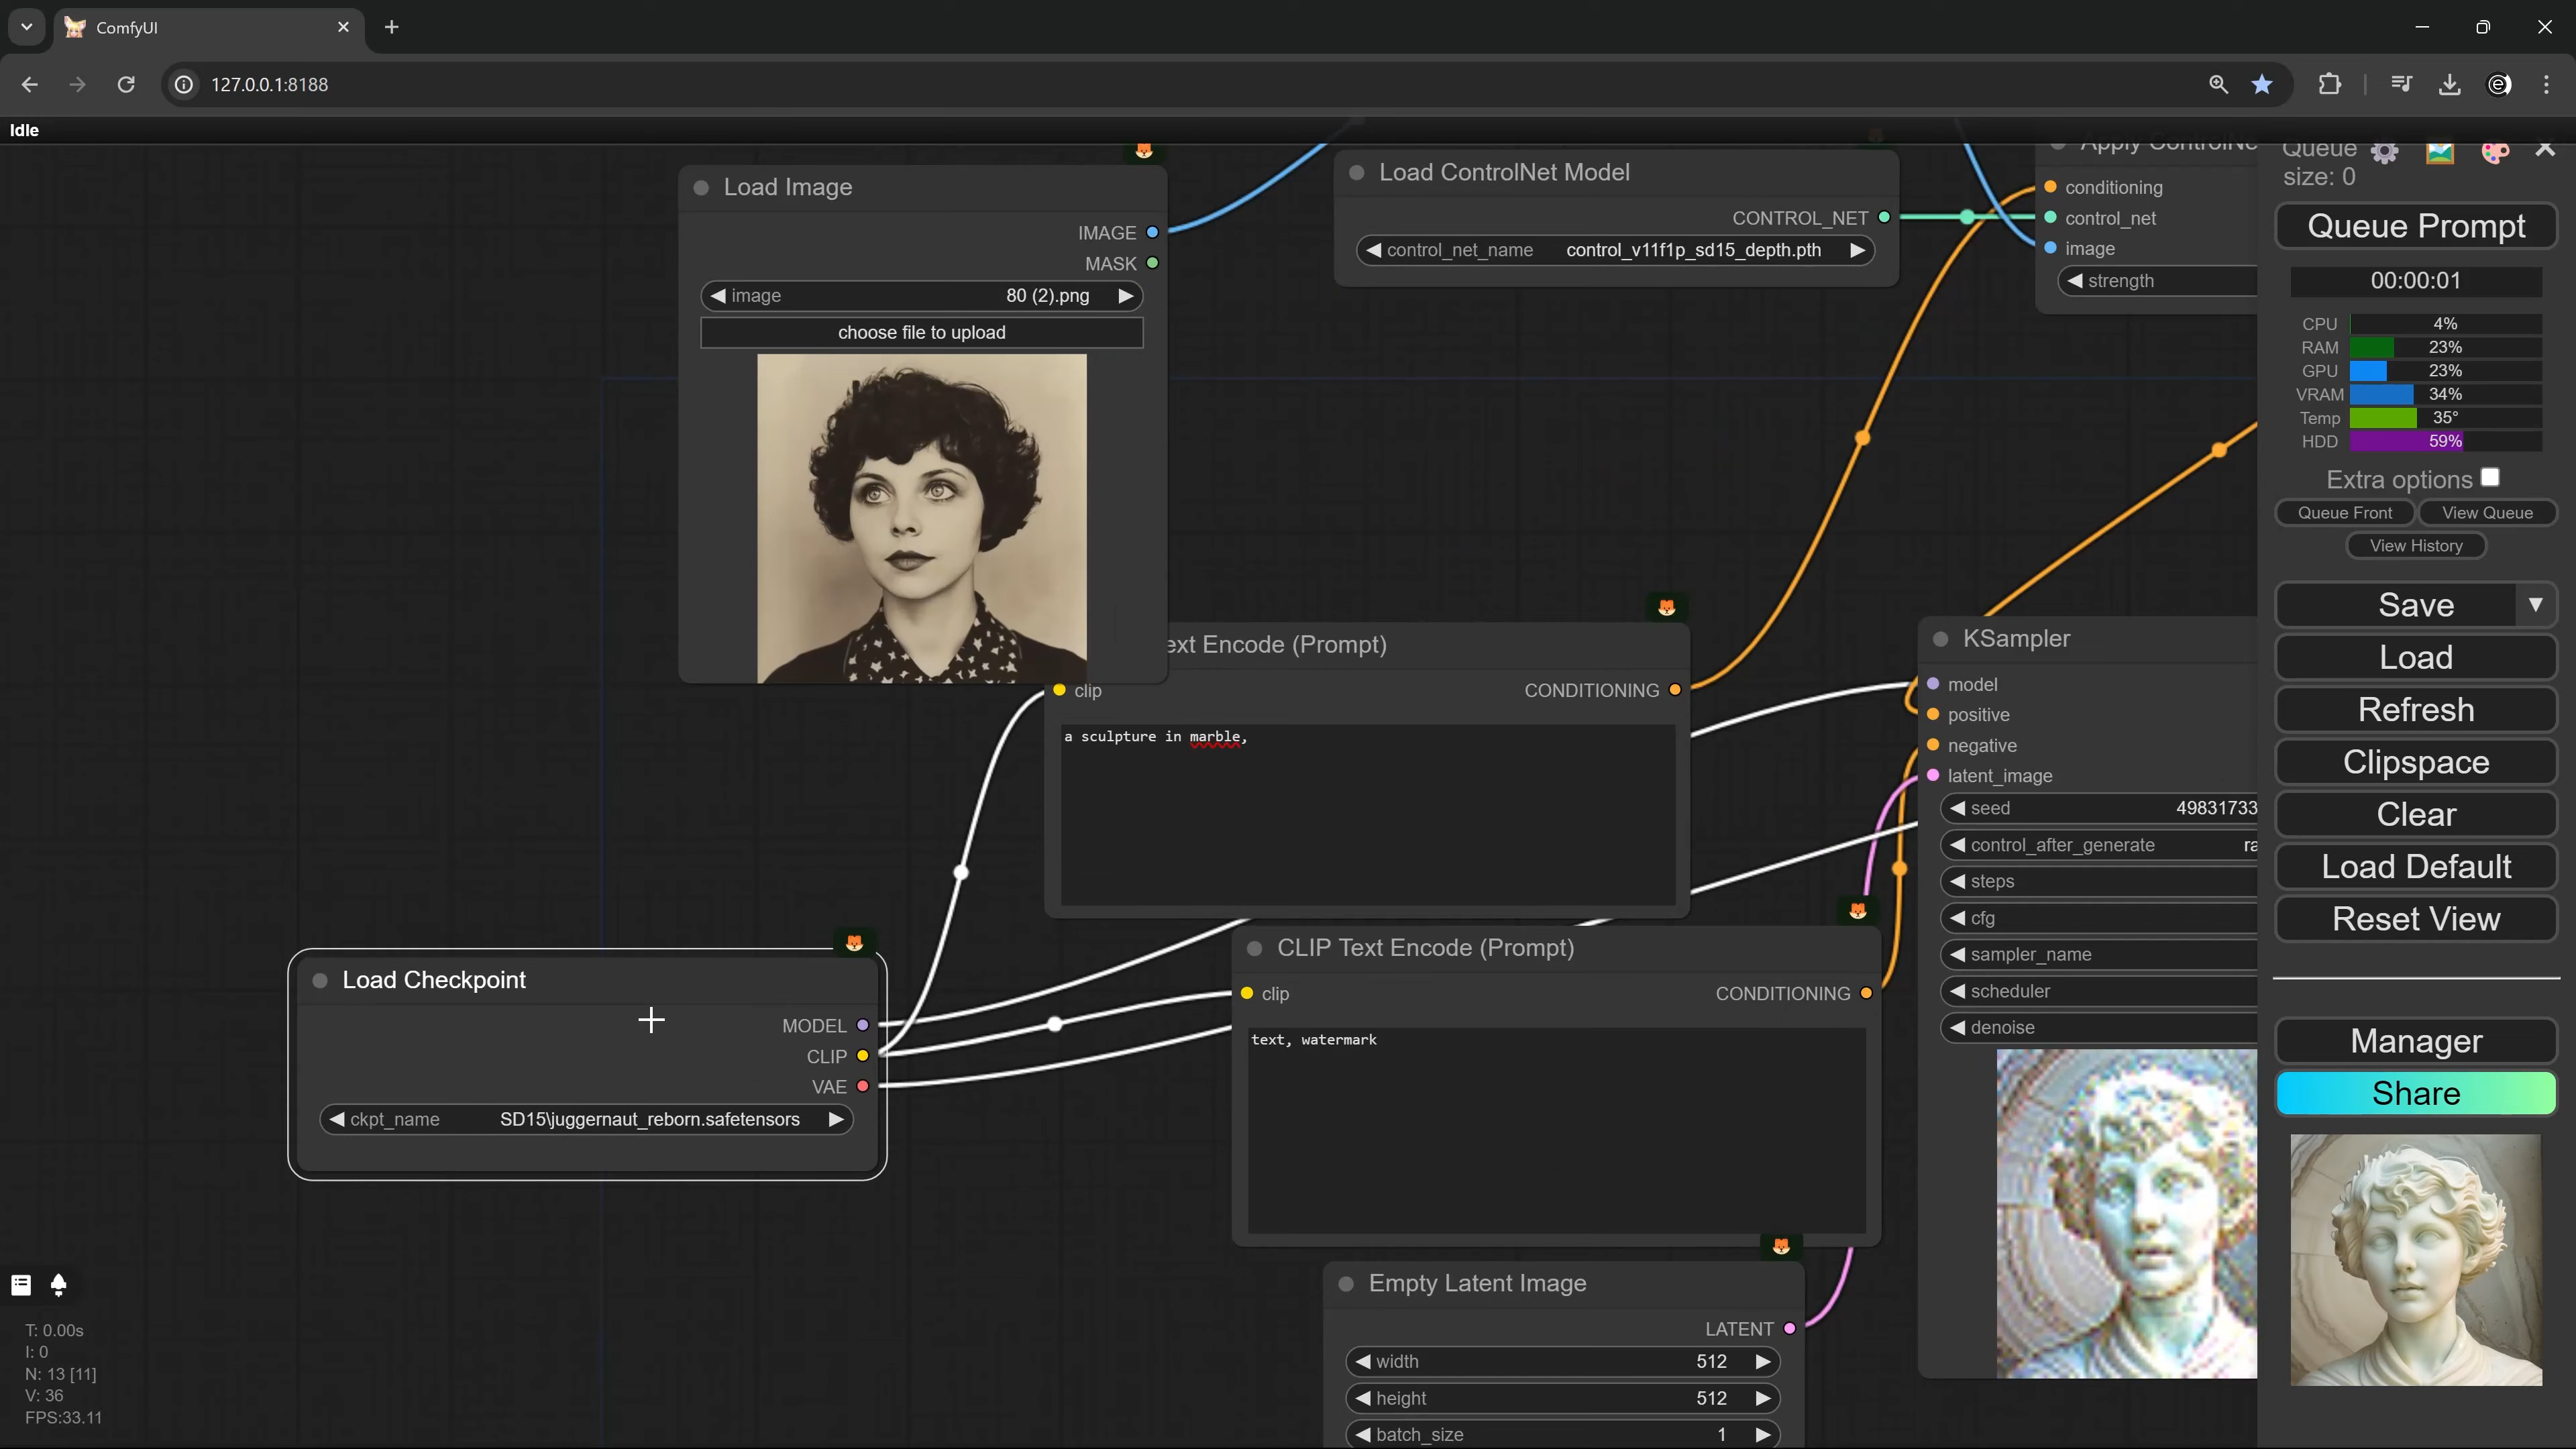 ComfyUI
127.0.0.1:8188
Idle
Load Image
IMAGE
MASK
image 80 (2).png
choose file to upload
Load ControlNet Model
CONTROL_NET
control_net_name control_v11f1p_sd15_depth.pth
conditioning
control_net
image
strength
ext Encode (Prompt)
clip CONDITIONING
a sculpture in marble,
Load Checkpoint
MODEL
CLIP
VAE
ckpt_name SD15\juggernaut_reborn.safetensors
CLIP Text Encode (Prompt)
clip CONDITIONING
text, watermark
Empty Latent Image
LATENT
width 512
height 512
batch_size 1
KSampler
model
positive
negative
latent_image
seed 49831733
control_after_generate ra
steps
cfg
sampler_name
scheduler
denoise
Queue
size: 0
Queue Prompt
00:00:01
CPU 4%
RAM 23%
GPU 23%
VRAM 34%
Temp 35°
HDD 59%
Extra options
Queue Front View Queue
View History
Save
Load
Refresh
Clipspace
Clear
Load Default
Reset View
Manager
Share
T: 0.00s
I: 0
N: 13 [11]
V: 36
FPS:33.11